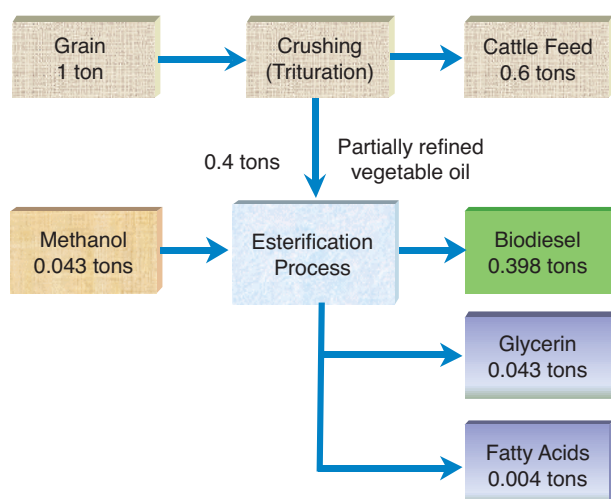 Grain
1 ton
Crushing
(Trituration)
Cattle Feed
0.6 tons
0.4 tons
Partially refined
vegetable oil
Methanol
0.043 tons
Esterification
Process
Biodiesel
0.398 tons
Glycerin
0.043 tons
Fatty Acids
0.004 tons